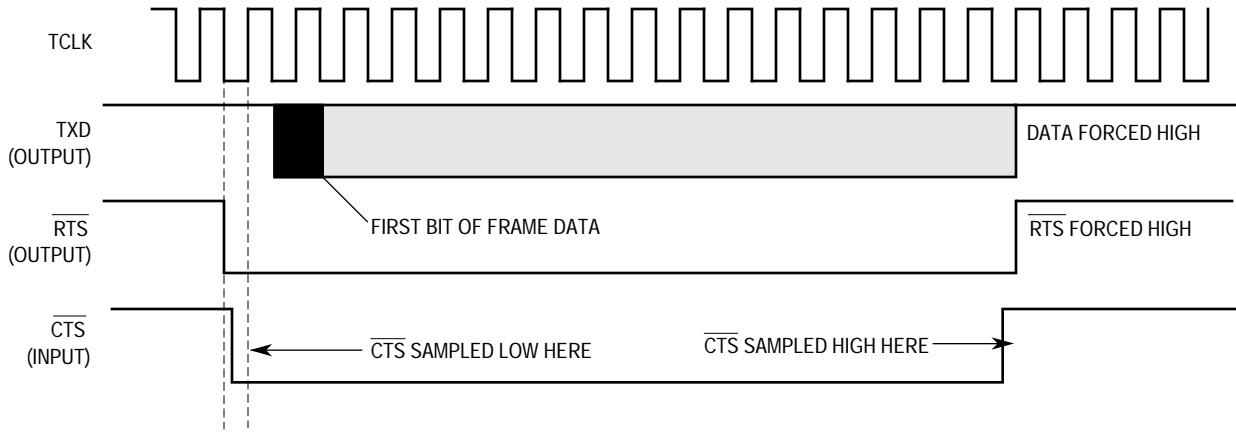 TCLK
TXD
(OUTPUT)
DATA FORCED HIGH
FIRST BIT OF FRAME DATA
RTS
(OUTPUT)
RTS FORCED HIGH
CTS
(INPUT)
CTS SAMPLED LOW HERE
CTS SAMPLED HIGH HERE